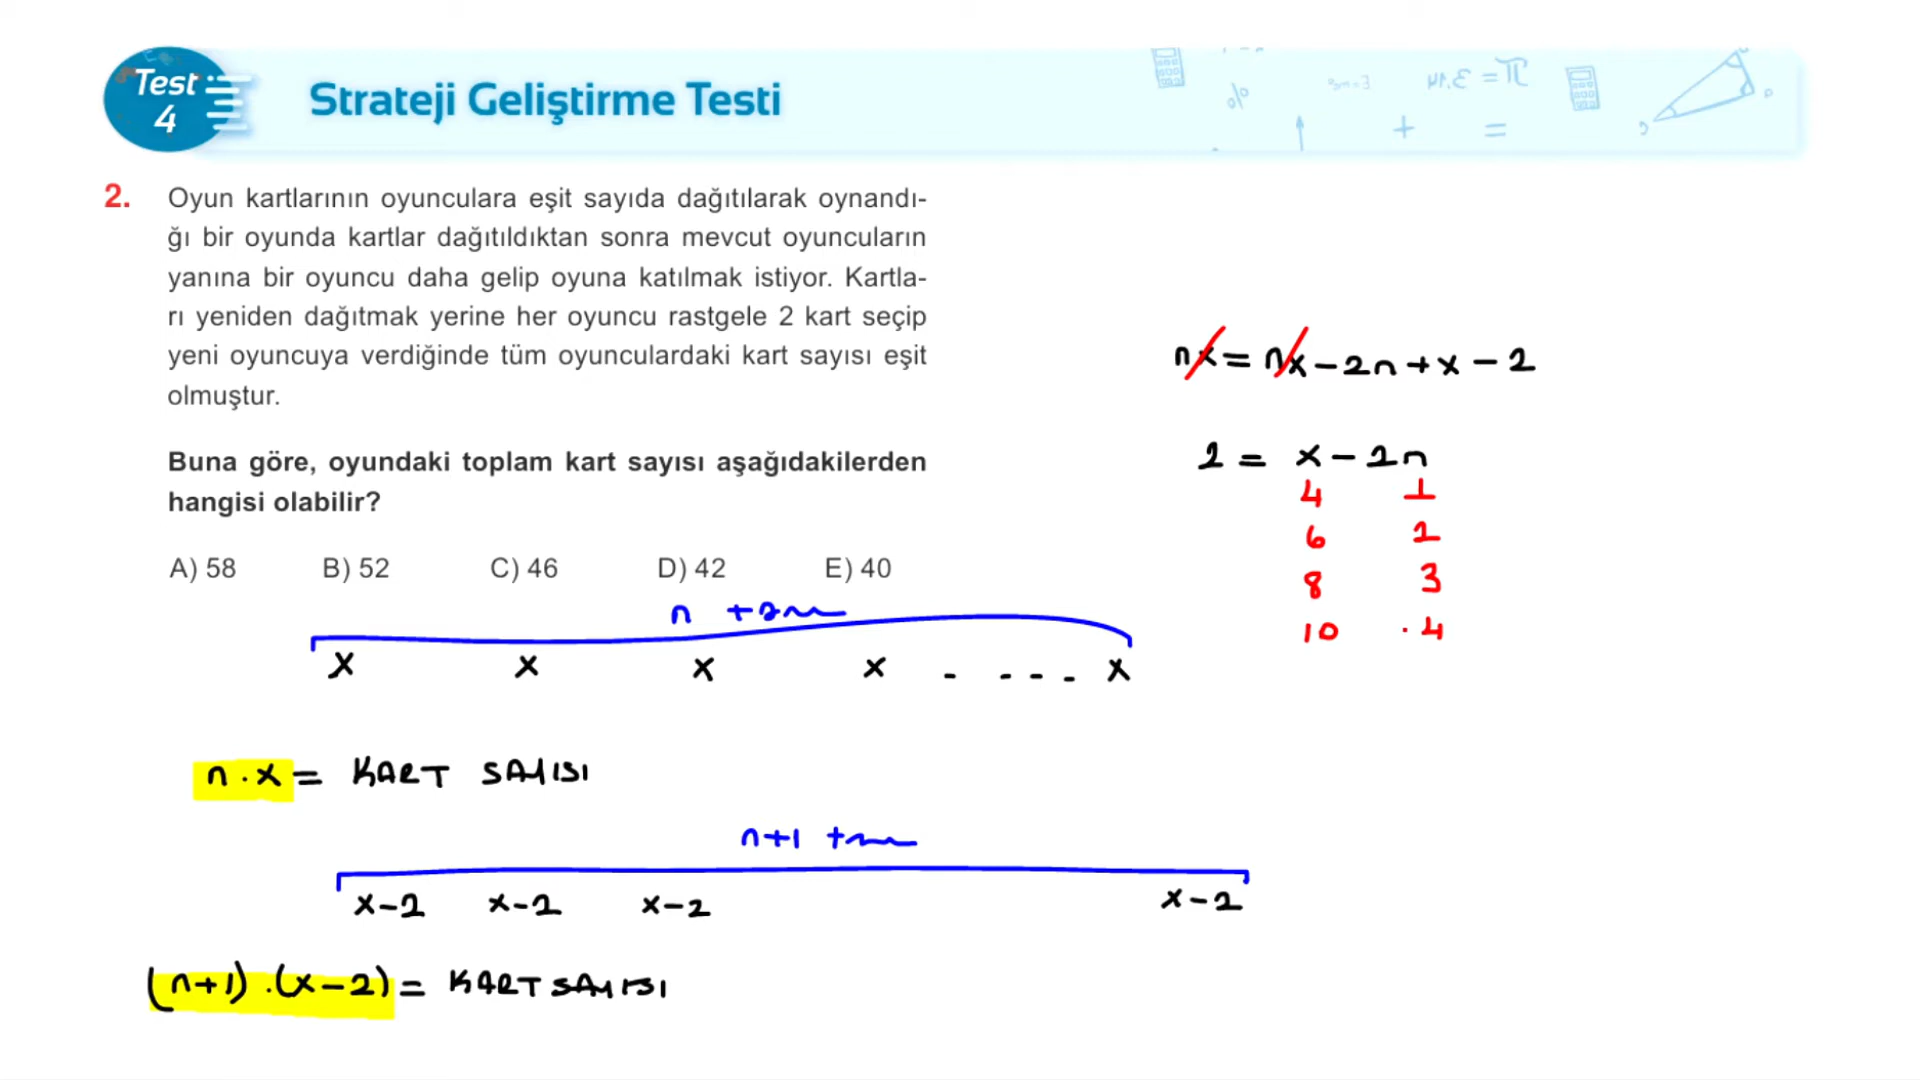 Test
4
Strateji Geliştirme Testi
2. Oyun kartlarının oyunculara eşit sayıda dağıtılarak oynandı-
ğı bir oyunda kartlar dağıtıldıktan sonra mevcut oyuncuların
yanına bir oyuncu daha gelip oyuna katılmak istiyor. Kartla-
rı yeniden dağıtmak yerine her oyuncu rastgele 2 kart seçip
yeni oyuncuya verdiğinde tüm oyunculardaki kart sayısı eşit
olmuştur.
Buna göre, oyundaki toplam kart sayısı aşağıdakilerden
hangisi olabilir?
A) 58 B) 52 C) 46 D) 42 E) 40
n x = n x - 2n + x - 2
2 = x - 2n
4 1
6 2
8 3
10 4
n
x x x x - - - - x
n . x = KART SAYISI
n+1
x-2 x-2 x-2 x-2
(n+1) . (x-2) = KART SAYISI